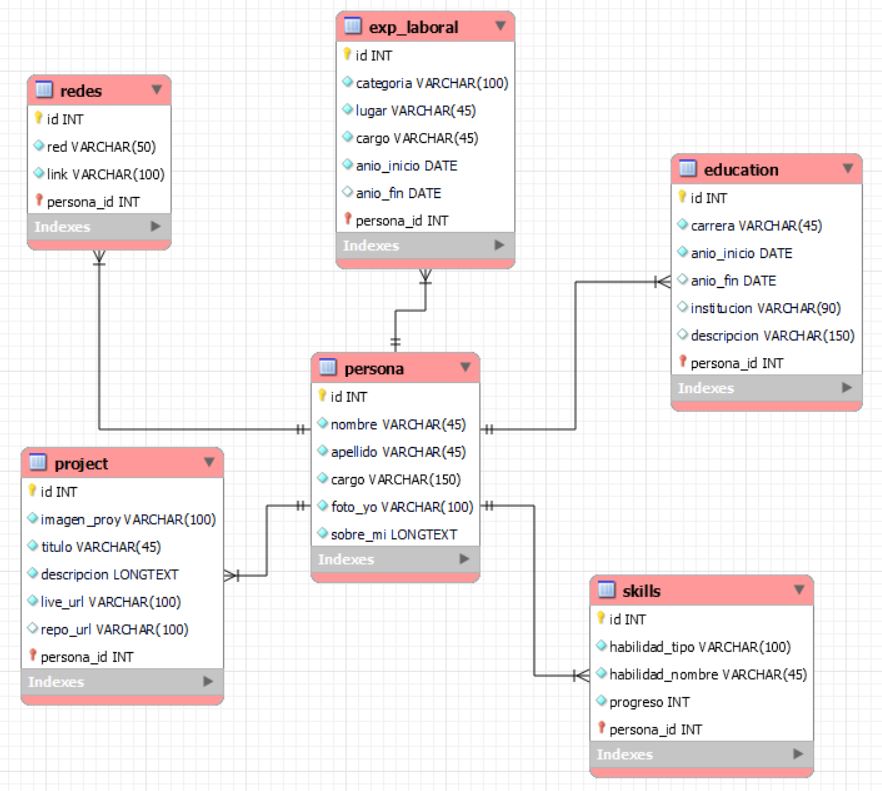 exp_laboral
id INT
categoria VARCHAR(100)
lugar VARCHAR(45)
cargo VARCHAR(45)
anio_inicio DATE
anio_fin DATE
persona_id INT
Indexes
redes
id INT
red VARCHAR(50)
link VARCHAR(100)
persona_id INT
Indexes
education
id INT
carrera VARCHAR(45)
anio_inicio DATE
anio_fin DATE
institucion VARCHAR(90)
descripcion VARCHAR(150)
persona_id INT
Indexes
persona
id INT
nombre VARCHAR(45)
apellido VARCHAR(45)
cargo VARCHAR(150)
foto_yo VARCHAR(100)
sobre_mi LONGTEXT
Indexes
project
id INT
imagen_proy VARCHAR(100)
titulo VARCHAR(45)
descripcion LONGTEXT
live_url VARCHAR(100)
repo_url VARCHAR(100)
persona_id INT
Indexes
skills
id INT
habilidad_tipo VARCHAR(100)
habilidad_nombre VARCHAR(45)
progreso INT
persona_id INT
Indexes